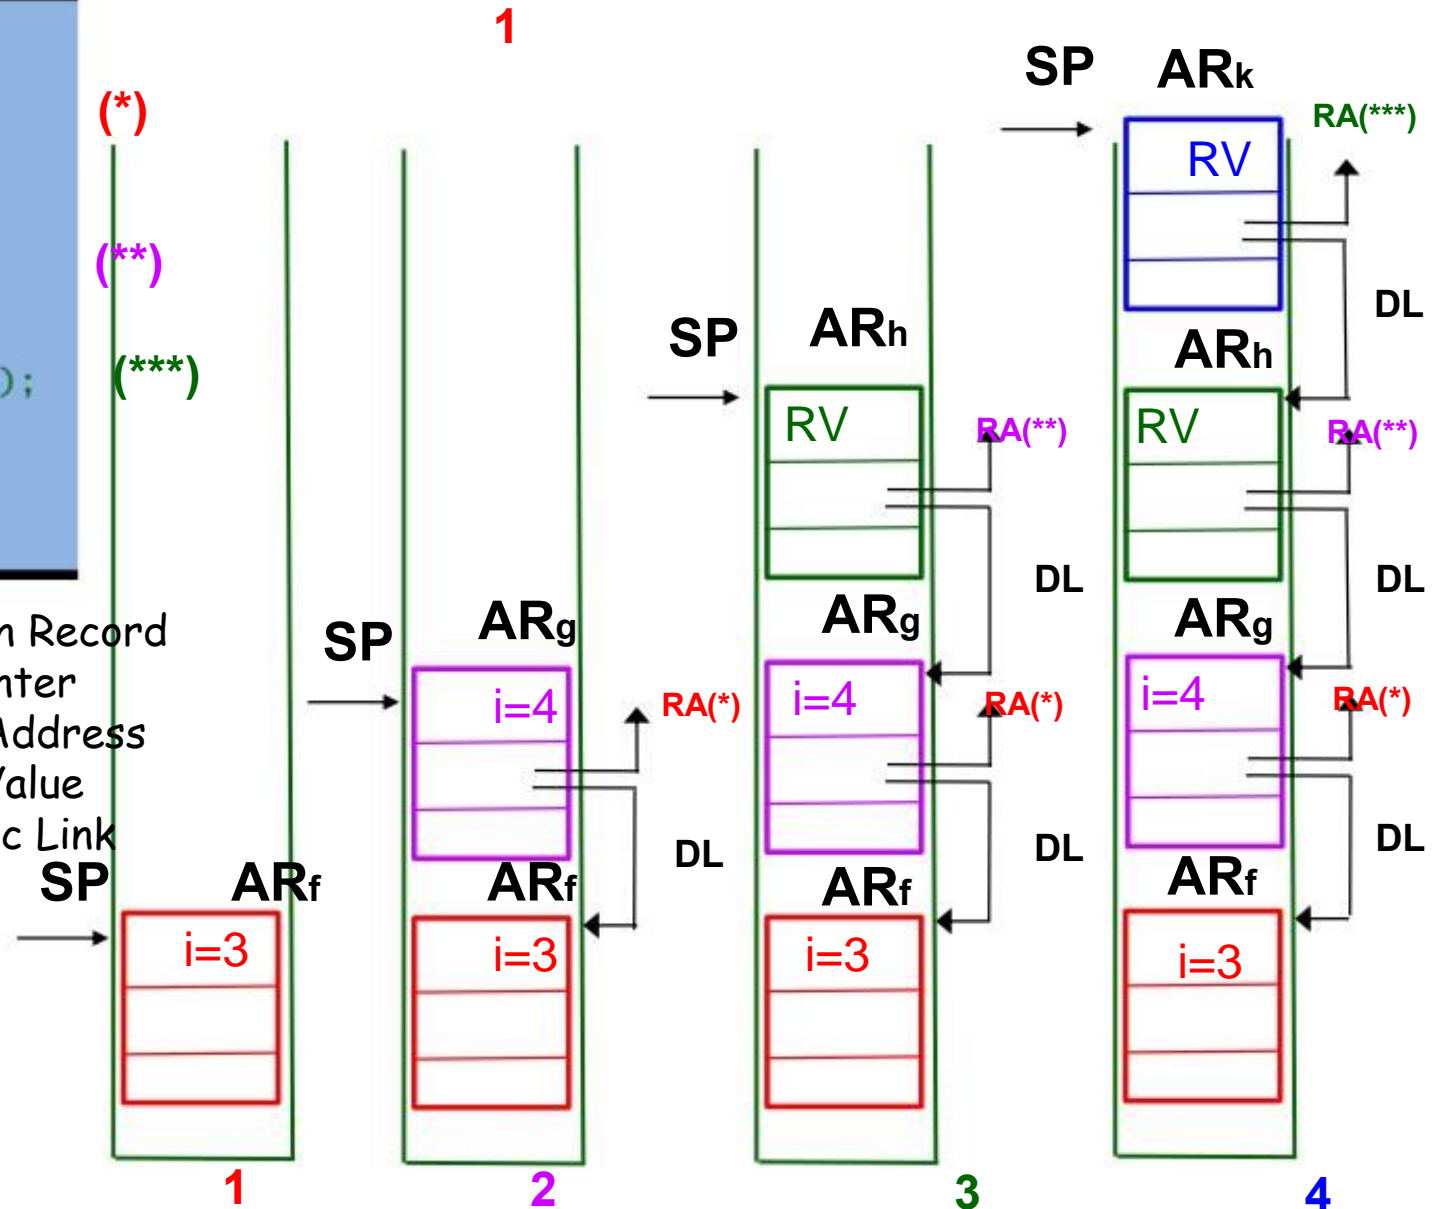 1
SP ARk
(*)
RA(***)
RV
(**)
DL
SP ARh
ARh
);
(***)
RV
RA(**)
RV
RA(**)
DL
DL
n Record
SP ARg
ARg
ARg
nter
i=4
RA(*)
i=4
RA(*)
i=4
RA(*)
Address
Value
c Link
DL
DL
DL
SP ARf
ARf
ARf
ARf
i=3
i=3
i=3
i=3
1
2
3
4